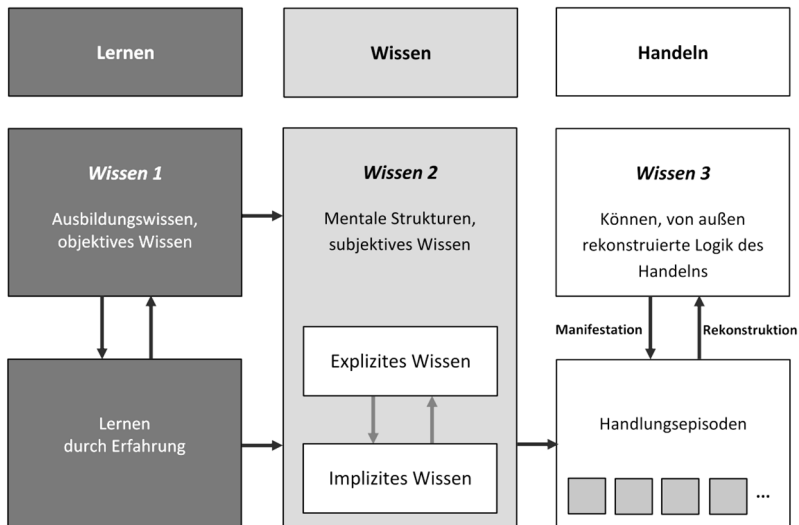 Lernen
Wissen
Handeln
Wissen 1
Ausbildungswissen,
objektives Wissen
Wissen 2
Mentale Strukturen,
subjektives Wissen
Wissen 3
Können, von außen
rekonstruierte Logik des
Handelns
Manifestation
Rekonstruktion
Explizites Wissen
Implizites Wissen
Lernen
durch Erfahrung
Handlungsepisoden
...